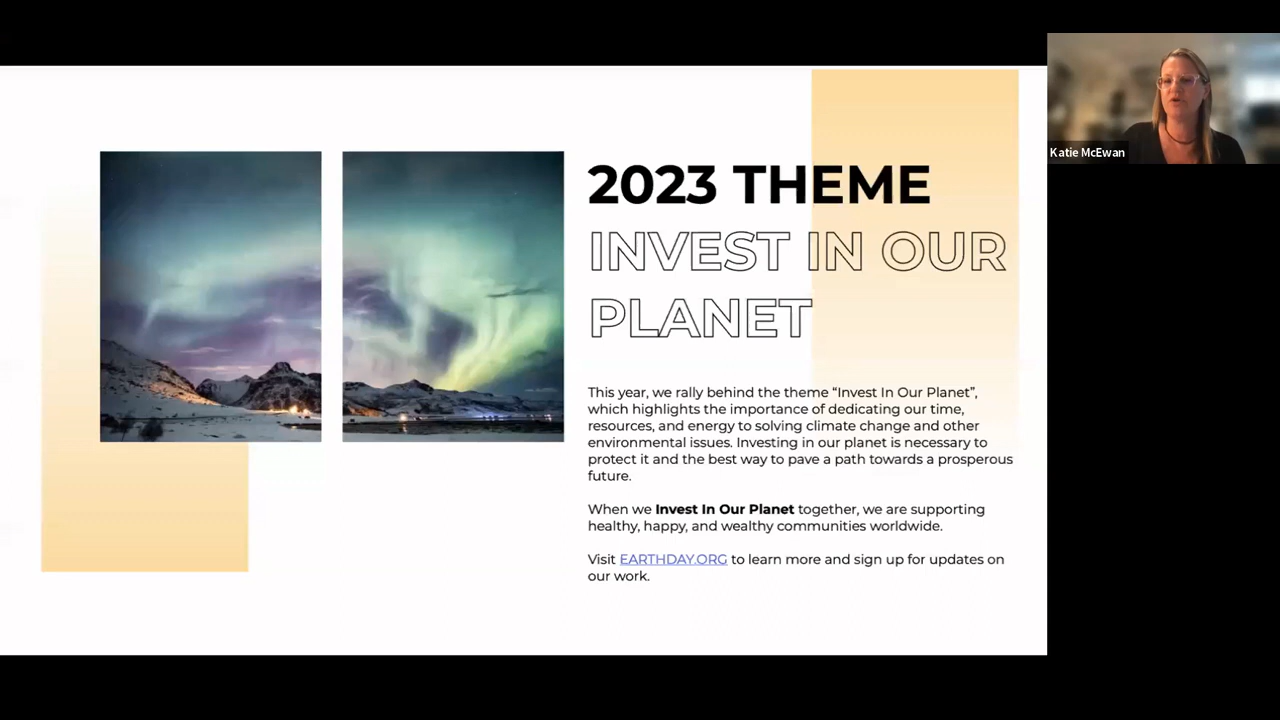 2023 THEME
INVEST IN OUR
PLANET
This year, we rally behind the theme “Invest In Our Planet”,
which highlights the importance of dedicating our time,
resources, and energy to solving climate change and other
environmental issues. Investing in our planet is necessary to
protect it and the best way to pave a path towards a prosperous
future.
When we Invest In Our Planet together, we are supporting
healthy, happy, and wealthy communities worldwide.
Visit EARTHDAY.ORG to learn more and sign up for updates on
our work.
Katie McEwan